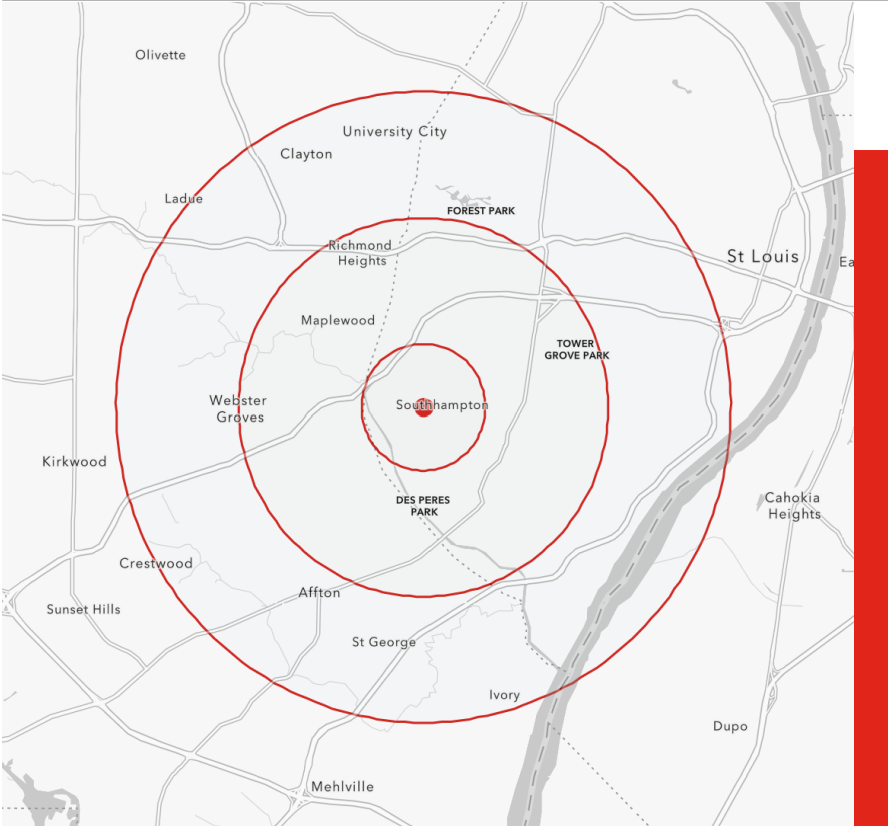 Olivette
University City
Clayton
Ladue
FOREST PARK
Richmond
Heights
St Louis
Ea
Maplewood
TOWER
GROVE PARK
Webster
Groves
Southhampton
Kirkwood
DES PERES
PARK
Cahokia
Heights
Crestwood
Affton
Sunset Hills
St George
Ivory
Dupo
Mehlville